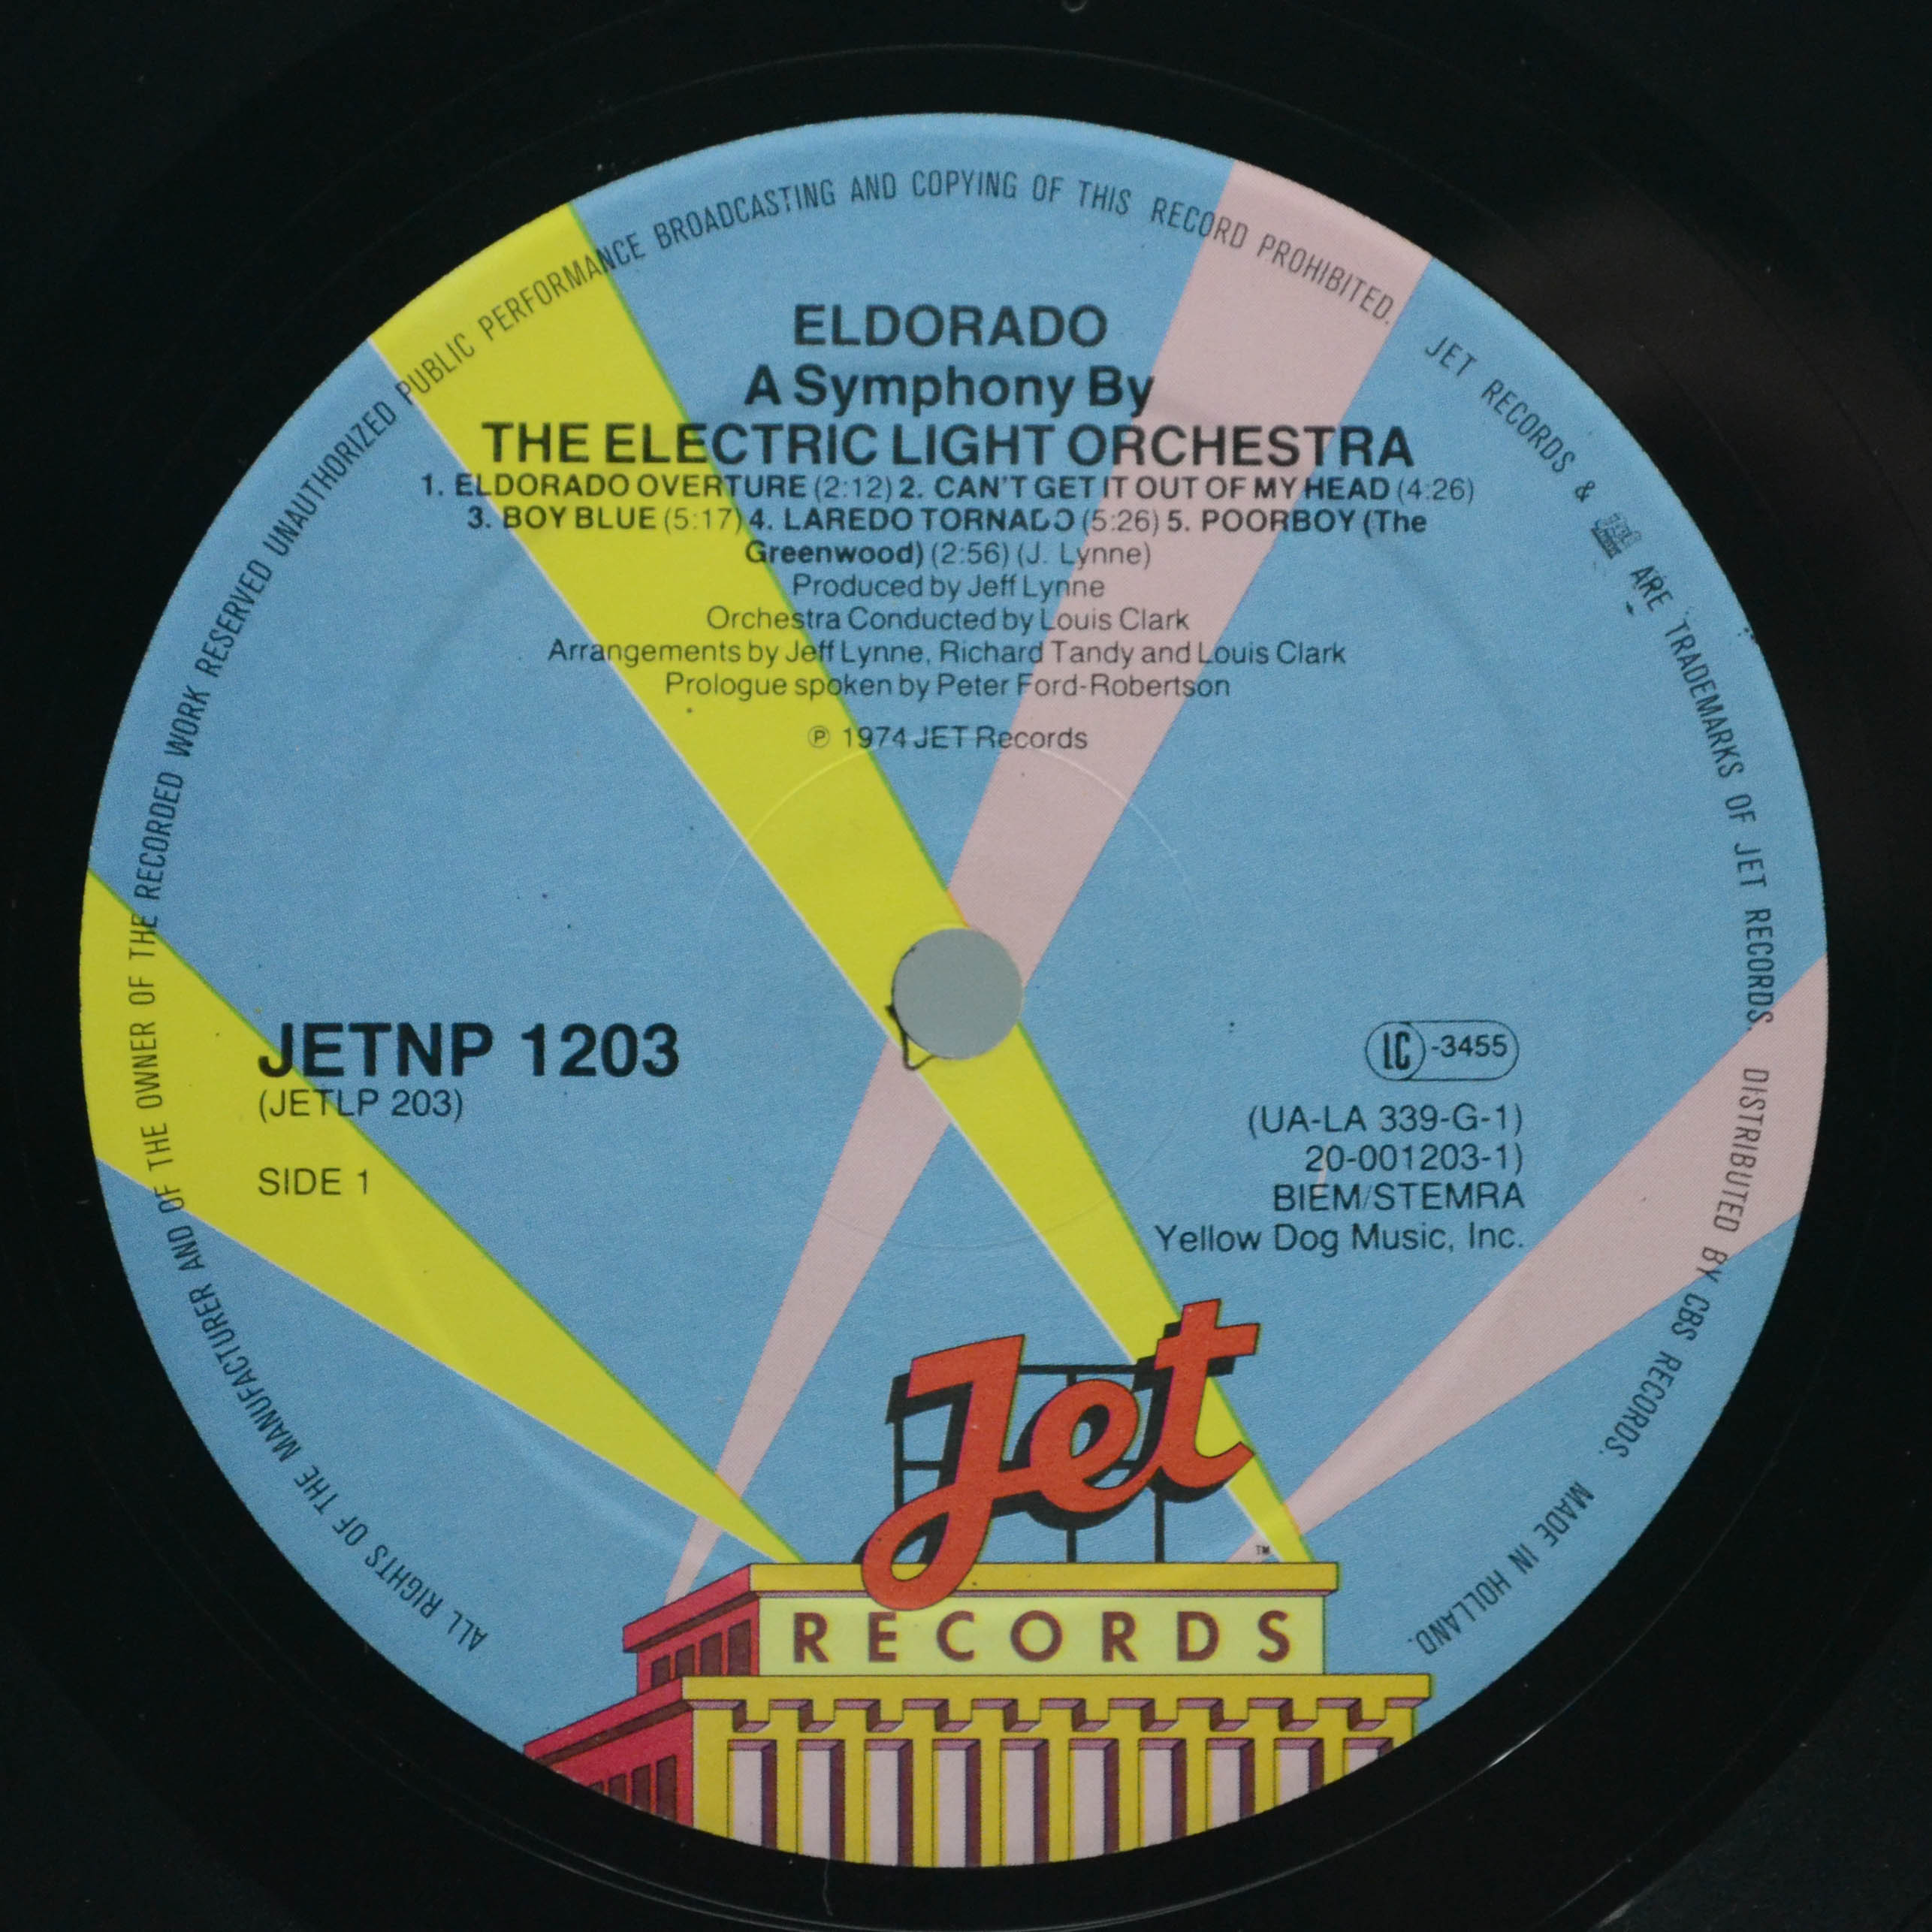 ALL RIGHTS OF THE MANUFACTURER AND OF THE OWNER OF THE RECORDED WORK RESERVED UNAUTHORIZED PUBLIC PERFORMANCE BROADCASTING AND COPYING OF THIS RECORD PROHIBITED. JET RECORDS & Jet ARE TRADEMARKS OF JET RECORDS. DISTRIBUTED BY CBS RECORDS. MADE IN HOLLAND.
ELDORADO
A Symphony By
THE ELECTRIC LIGHT ORCHESTRA
1. ELDORADO OVERTURE (2:12) 2. CAN'T GET IT OUT OF MY HEAD (4:26)
3. BOY BLUE (5:17) 4. LAREDO TORNADO (5:26) 5. POORBOY (The
Greenwood) (2:56) (J. Lynne)
Produced by Jeff Lynne
Orchestra Conducted by Louis Clark
Arrangements by Jeff Lynne, Richard Tandy and Louis Clark
Prologue spoken by Peter Ford-Robertson
℗ 1974 JET Records
JETNP 1203
(JETLP 203)
SIDE 1
LC -3455
(UA-LA 339-G-1)
20-001203-1)
BIEM/STEMRA
Yellow Dog Music, Inc.
Jet
TM
RECORDS